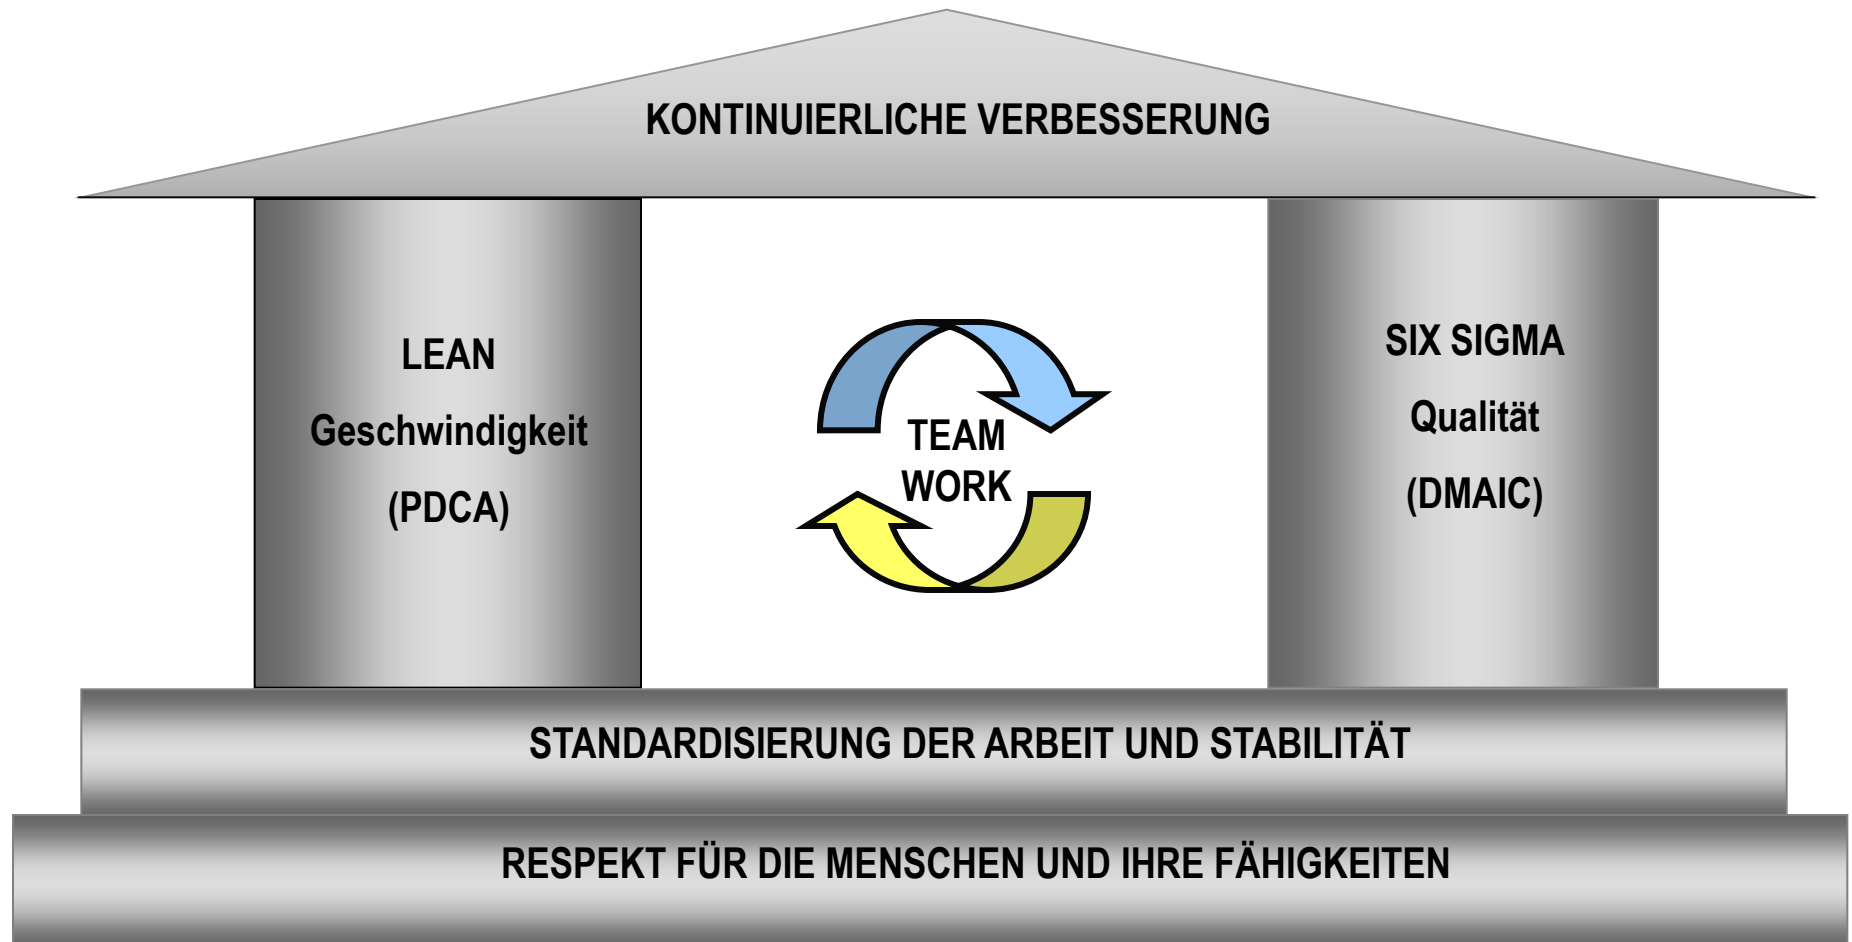 KONTINUIERLICHE VERBESSERUNG
LEAN
Geschwindigkeit
(PDCA)
TEAM
WORK
SIX SIGMA
Qualität
(DMAIC)
STANDARDISIERUNG DER ARBEIT UND STABILITÄT
RESPEKT FÜR DIE MENSCHEN UND IHRE FÄHIGKEITEN